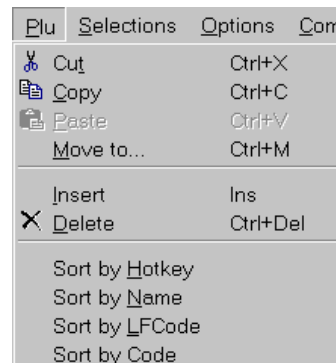 Plu Selections Options Com
Cut Ctrl+X
Copy Ctrl+C
Paste Ctrl+V
Move to... Ctrl+M
Insert Ins
Delete Ctrl+Del
Sort by Hotkey
Sort by Name
Sort by LFCode
Sort by Code